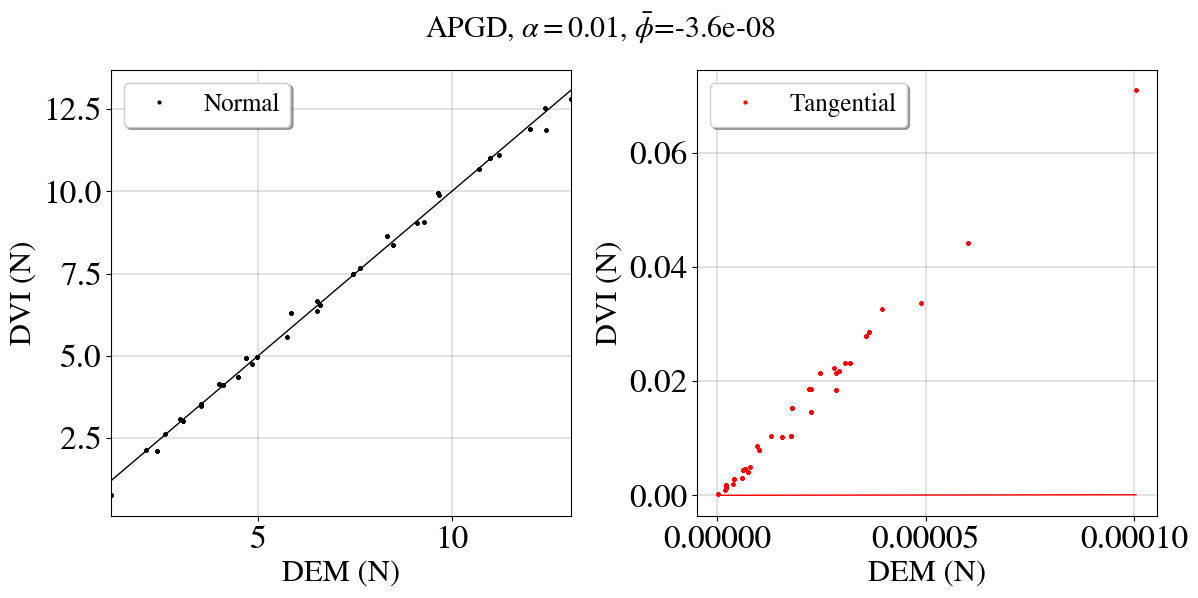 APGD, α = 0.01, ϕ̄=-3.6e-08
Normal
12.5
10.0
7.5
5.0
2.5
5
10
DVI (N)
DEM (N)
Tangential
0.06
0.04
0.02
0.00
0.00000
0.00005
0.00010
DVI (N)
DEM (N)